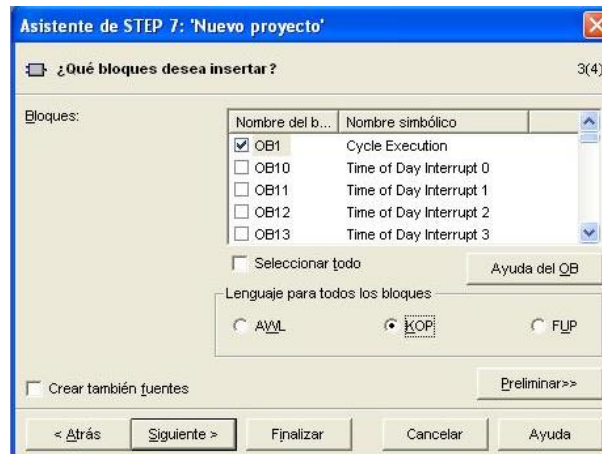 Asistente de STEP 7: 'Nuevo proyecto'
¿Qué bloques desea insertar?
3(4)
Bloques:
Nombre del b... Nombre simbólico
OB1 Cycle Execution
OB10 Time of Day Interrupt 0
OB11 Time of Day Interrupt 1
OB12 Time of Day Interrupt 2
OB13 Time of Day Interrupt 3
Seleccionar todo
Ayuda del OB
Lenguaje para todos los bloques
AWL KOP FUP
Crear también fuentes
Preliminar>>
< Atrás Siguiente > Finalizar Cancelar Ayuda